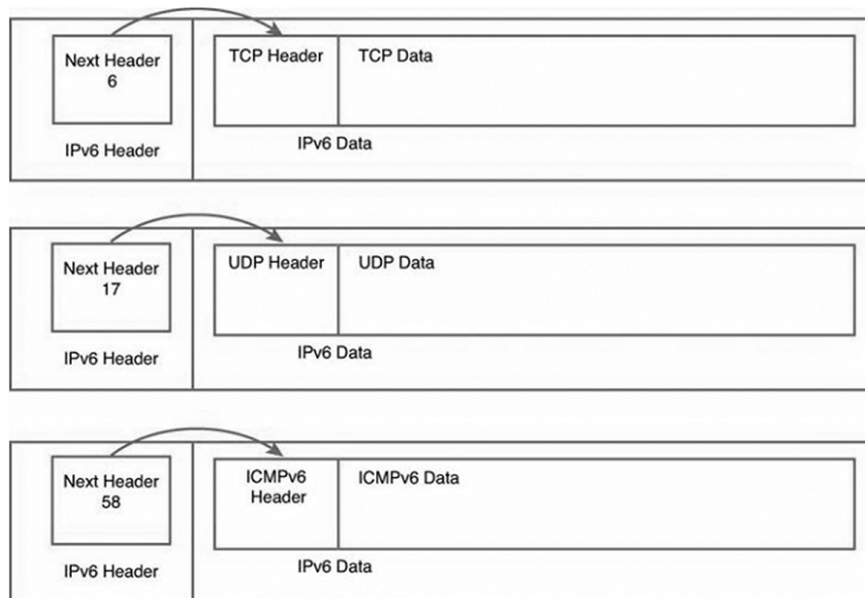 Next Header
6
IPv6 Header
TCP Header
TCP Data
IPv6 Data
Next Header
17
IPv6 Header
UDP Header
UDP Data
IPv6 Data
Next Header
58
IPv6 Header
ICMPv6
Header
ICMPv6 Data
IPv6 Data